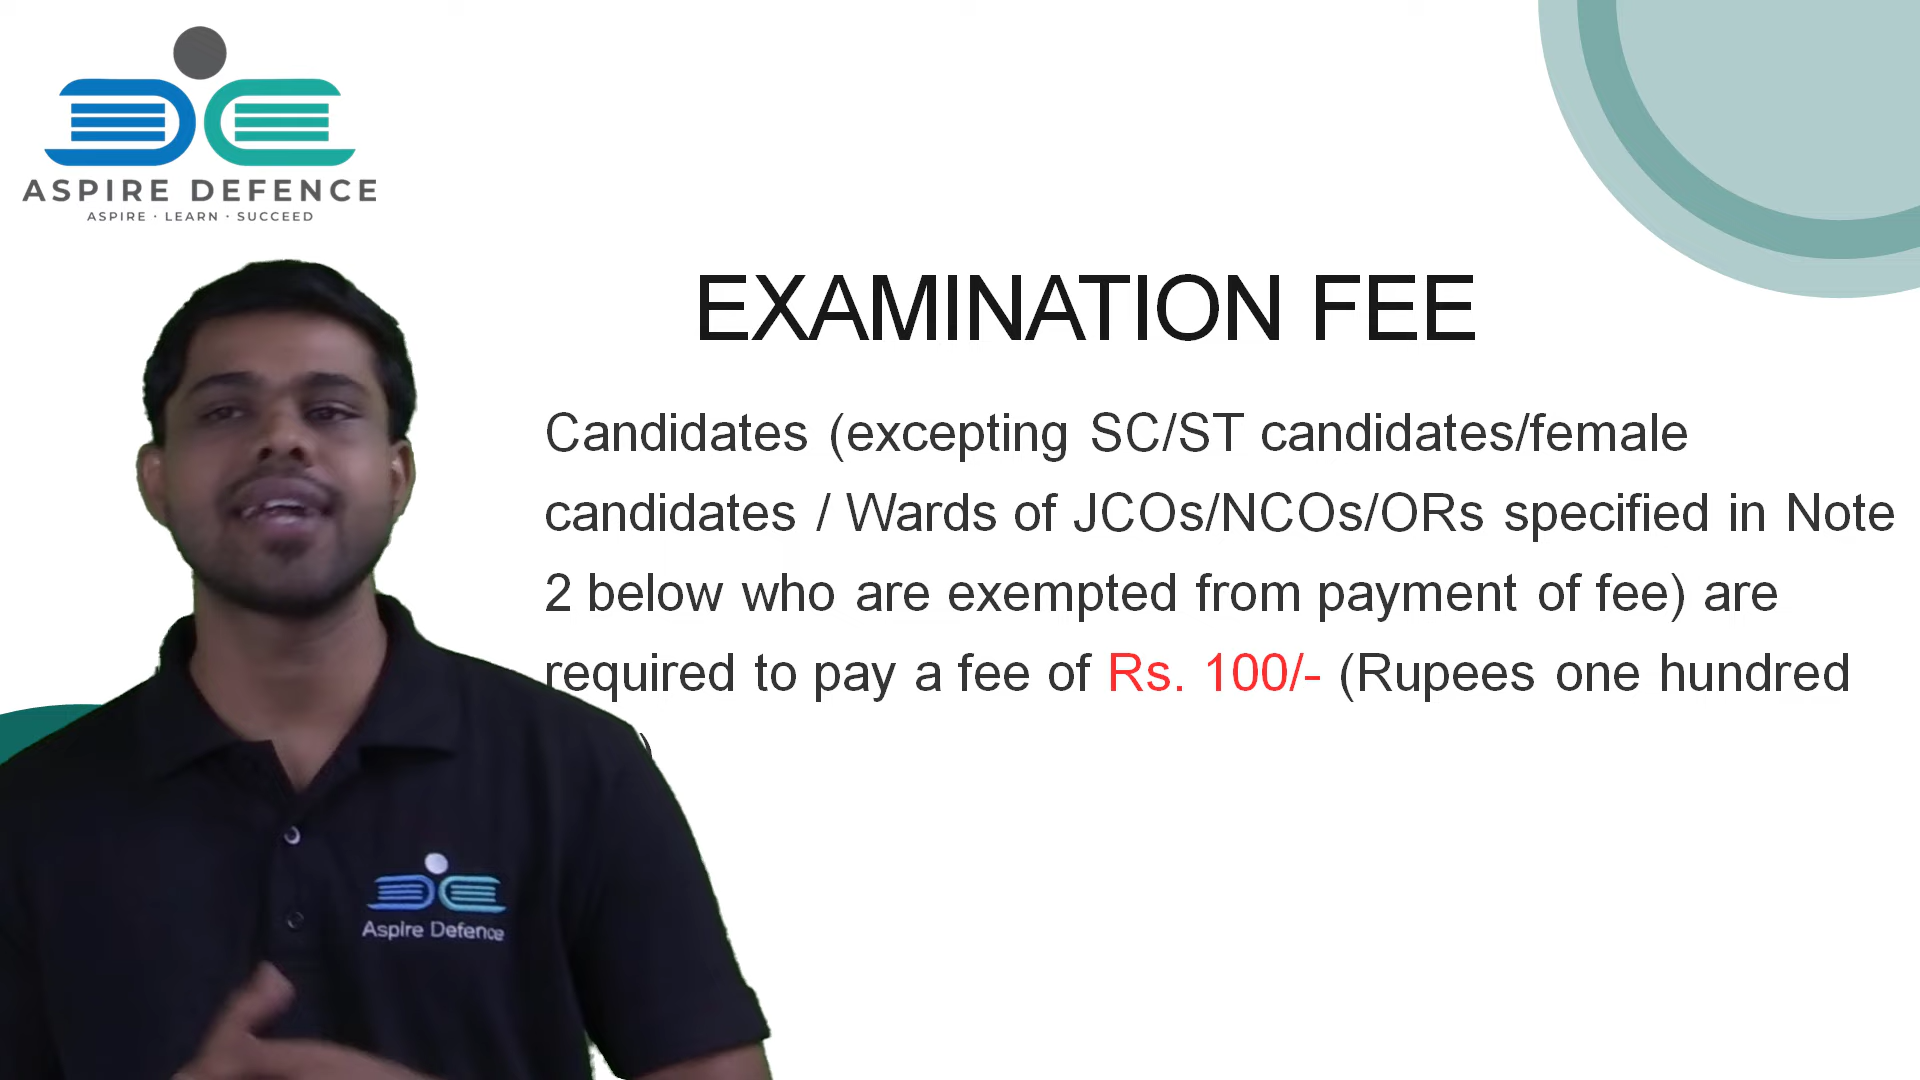 ASPIRE DEFENCE
ASPIRE · LEARN · SUCCEED
EXAMINATION FEE
Candidates (excepting SC/ST candidates/female
candidates / Wards of JCOs/NCOs/ORs specified in Note
2 below who are exempted from payment of fee) are
required to pay a fee of Rs. 100/- (Rupees one hundred
)
Aspire Defence